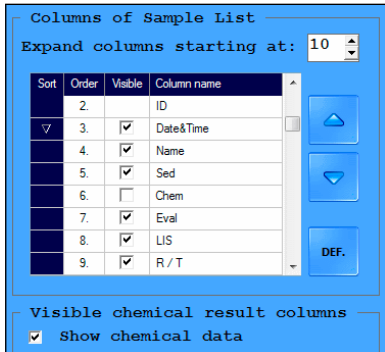 Columns of Sample List
Expand columns starting at: 10
Sort Order Visible Column name
2. ID
3. Date&Time
4. Name
5. Sed
6. Chem
7. Eval
8. LIS
9. R / T
DEF.
Visible chemical result columns
Show chemical data